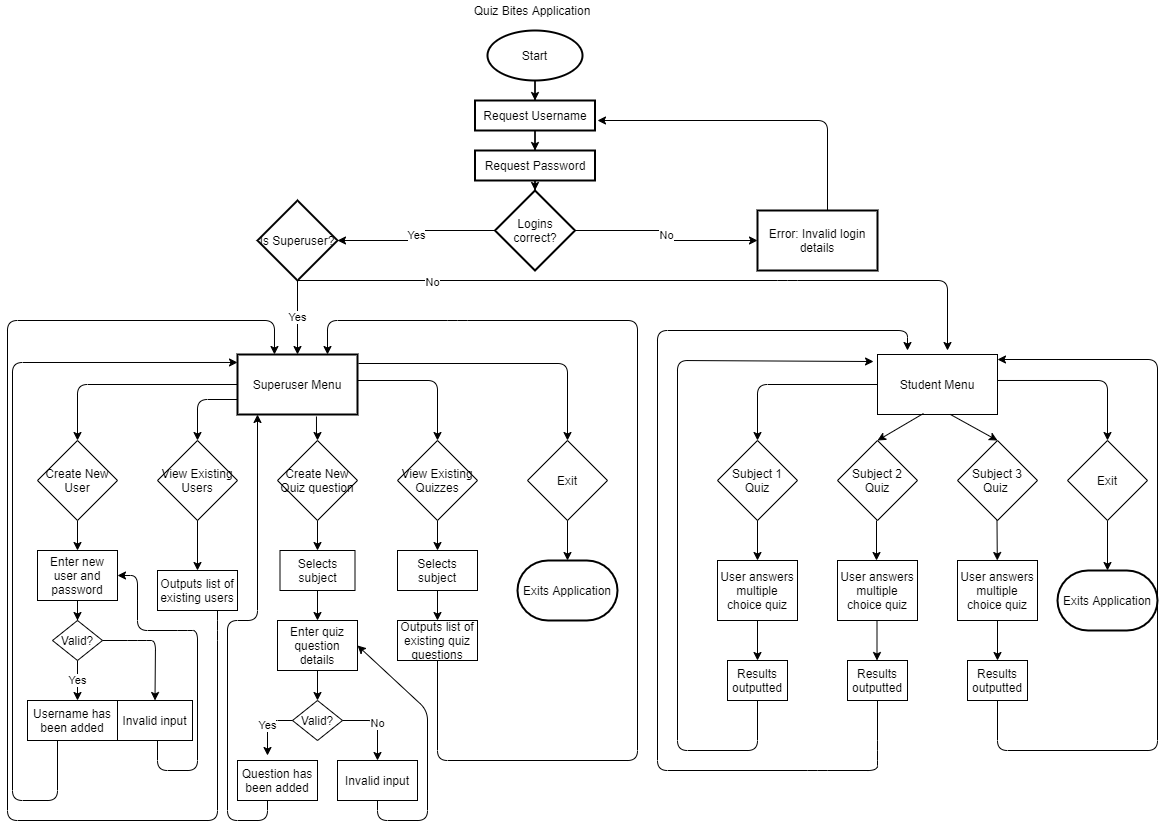 Quiz Bites Application
Start
Request Username
Request Password
Logins
correct?
Yes
No
Is Superuser?
Error: Invalid login
details
No
Yes
Superuser Menu
Student Menu
Create New
User
View Existing
Users
Create New
Quiz question
View Existing
Quizzes
Exit
Subject 1
Quiz
Subject 2
Quiz
Subject 3
Quiz
Exit
Enter new
user and
password
Outputs list of
existing users
Selects
subject
Selects
subject
Exits Application
User answers
multiple
choice quiz
User answers
multiple
choice quiz
User answers
multiple
choice quiz
Exits Application
Valid?
Enter quiz
question
details
Outputs list of
existing quiz
questions
Yes
Results
outputted
Results
outputted
Results
outputted
Username has
been added
Invalid input
Yes
Valid?
No
Question has
been added
Invalid input